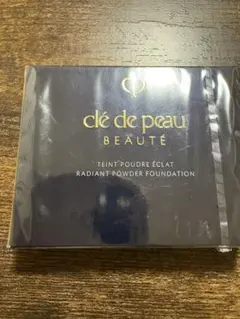 clé de peau
BEAUTÉ
TEINT POUDRE ÉCLAT
RADIANT POWDER FOUNDATION